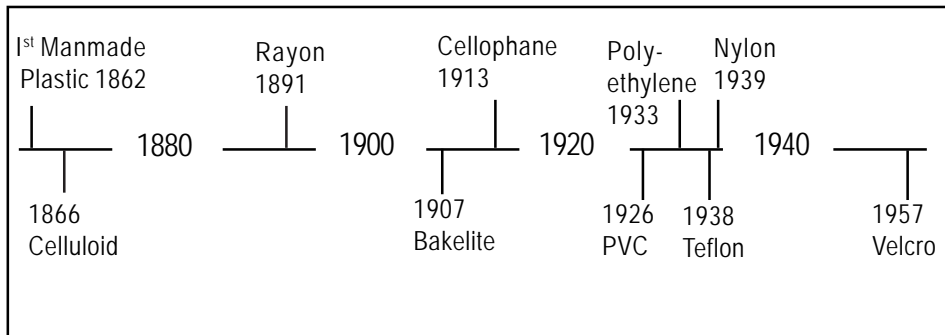 Iˢᵗ Manmade
Plastic 1862
Rayon
1891
Cellophane
1913
Poly-
ethylene
1933
Nylon
1939
1880
1900
1920
1940
1866
Celluloid
1907
Bakelite
1926
PVC
1938
Teflon
1957
Velcro